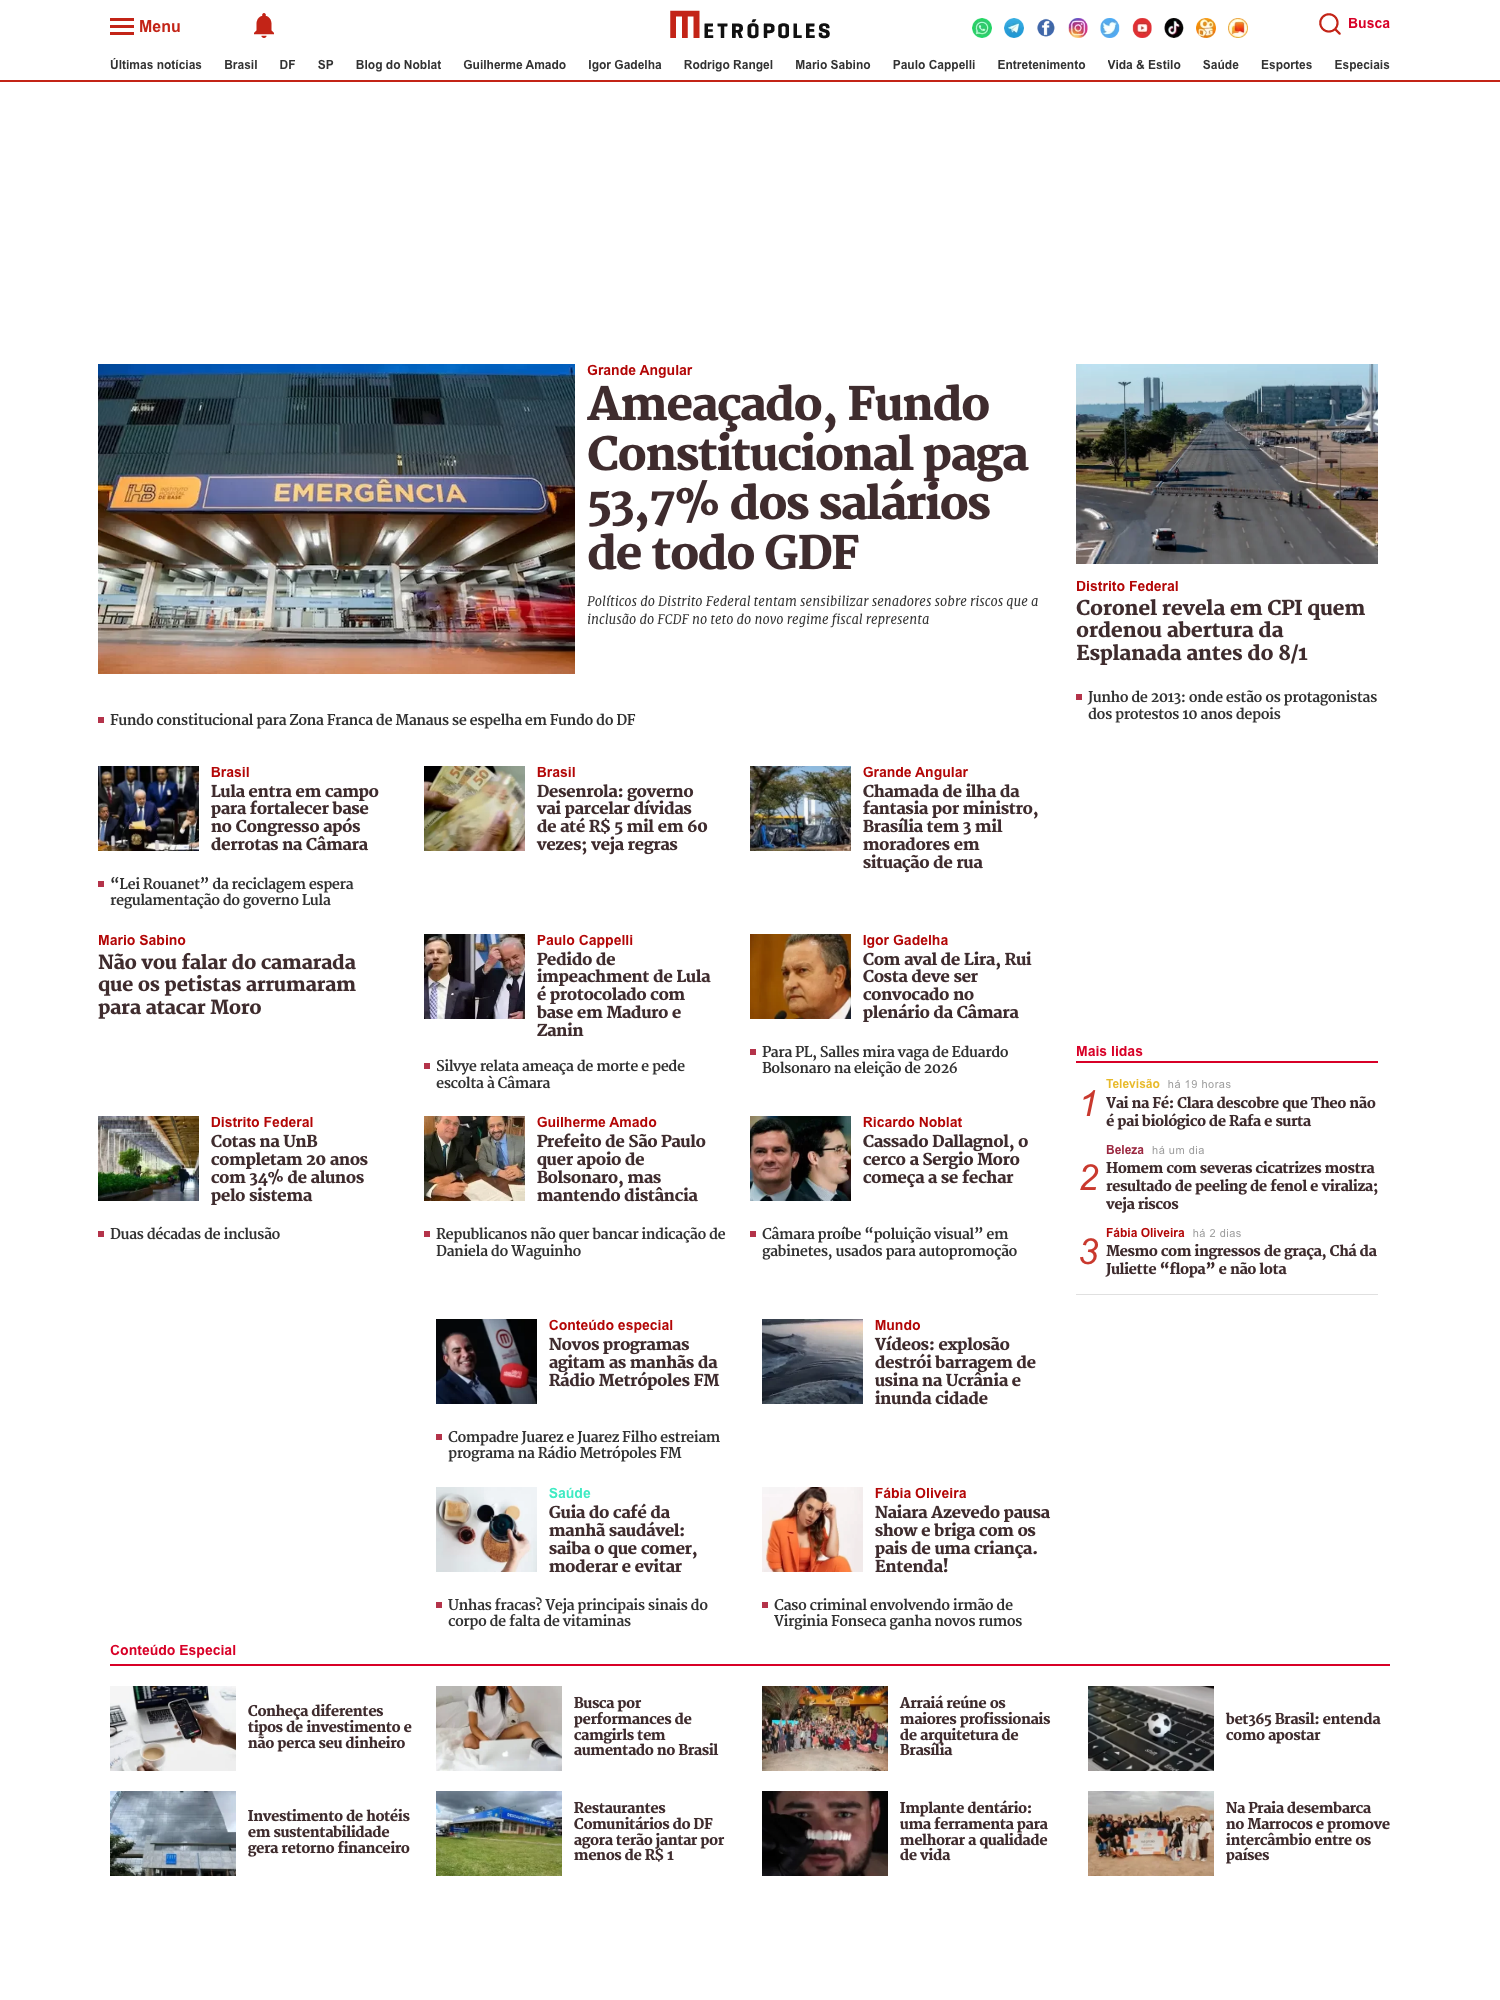 Menu
METRÓPOLES
Busca
Últimas notícias Brasil DF SP Blog do Noblat Guilherme Amado Igor Gadelha Rodrigo Rangel Mario Sabino Paulo Cappelli Entretenimento Vida & Estilo Saúde Esportes Especiais
EMERGÊNCIA
Grande Angular
Ameaçado, Fundo
Constitucional paga
53,7% dos salários
de todo GDF
Políticos do Distrito Federal tentam sensibilizar senadores sobre riscos que a
inclusão do FCDF no teto do novo regime fiscal representa
Fundo constitucional para Zona Franca de Manaus se espelha em Fundo do DF
Distrito Federal
Coronel revela em CPI quem
ordenou abertura da
Esplanada antes do 8/1
Junho de 2013: onde estão os protagonistas
dos protestos 10 anos depois
Brasil
Lula entra em campo
para fortalecer base
no Congresso após
derrotas na Câmara
“Lei Rouanet” da reciclagem espera
regulamentação do governo Lula
Brasil
Desenrola: governo
vai parcelar dívidas
de até R$ 5 mil em 60
vezes; veja regras
Grande Angular
Chamada de ilha da
fantasia por ministro,
Brasília tem 3 mil
moradores em
situação de rua
Mario Sabino
Não vou falar do camarada
que os petistas arrumaram
para atacar Moro
Paulo Cappelli
Pedido de
impeachment de Lula
é protocolado com
base em Maduro e
Zanin
Silvye relata ameaça de morte e pede
escolta à Câmara
Igor Gadelha
Com aval de Lira, Rui
Costa deve ser
convocado no
plenário da Câmara
Para PL, Salles mira vaga de Eduardo
Bolsonaro na eleição de 2026
Distrito Federal
Cotas na UnB
completam 20 anos
com 34% de alunos
pelo sistema
Duas décadas de inclusão
Guilherme Amado
Prefeito de São Paulo
quer apoio de
Bolsonaro, mas
mantendo distância
Republicanos não quer bancar indicação de
Daniela do Waguinho
Ricardo Noblat
Cassado Dallagnol, o
cerco a Sergio Moro
começa a se fechar
Câmara proíbe “poluição visual” em
gabinetes, usados para autopromoção
Mais lidas
1
Televisão há 19 horas
Vai na Fé: Clara descobre que Theo não
é pai biológico de Rafa e surta
2
Beleza há um dia
Homem com severas cicatrizes mostra
resultado de peeling de fenol e viraliza;
veja riscos
3
Fábia Oliveira há 2 dias
Mesmo com ingressos de graça, Chá da
Juliette “flopa” e não lota
Conteúdo especial
Novos programas
agitam as manhãs da
Rádio Metrópoles FM
Compadre Juarez e Juarez Filho estreiam
programa na Rádio Metrópoles FM
Mundo
Vídeos: explosão
destrói barragem de
usina na Ucrânia e
inunda cidade
Saúde
Guia do café da
manhã saudável:
saiba o que comer,
moderar e evitar
Unhas fracas? Veja principais sinais do
corpo de falta de vitaminas
Fábia Oliveira
Naiara Azevedo pausa
show e briga com os
pais de uma criança.
Entenda!
Caso criminal envolvendo irmão de
Virginia Fonseca ganha novos rumos
Conteúdo Especial
Conheça diferentes
tipos de investimento e
não perca seu dinheiro
Busca por
performances de
camgirls tem
aumentado no Brasil
Arraiá reúne os
maiores profissionais
de arquitetura de
Brasília
bet365 Brasil: entenda
como apostar
Investimento de hotéis
em sustentabilidade
gera retorno financeiro
Restaurantes
Comunitários do DF
agora terão jantar por
menos de R$ 1
Implante dentário:
uma ferramenta para
melhorar a qualidade
de vida
Na Praia desembarca
no Marrocos e promove
intercâmbio entre os
países